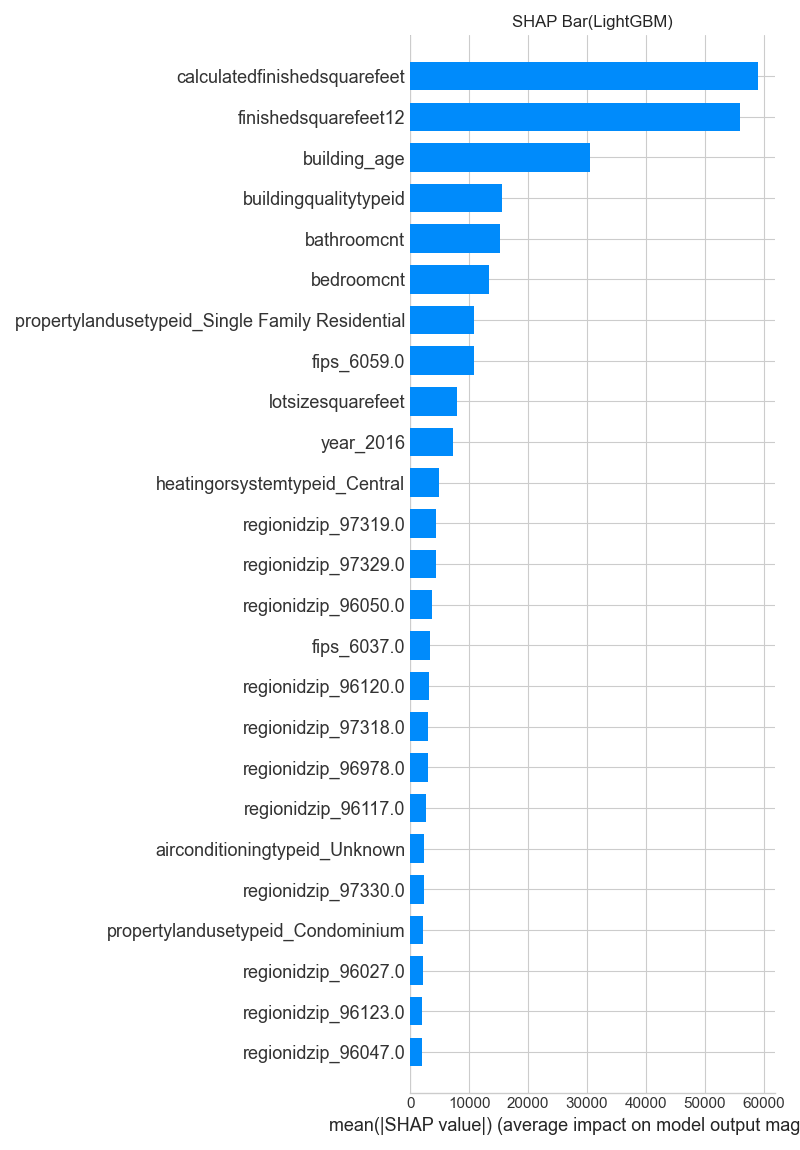 SHAP Bar(LightGBM)
calculatedfinishedsquarefeet
finishedsquarefeet12
building_age
buildingqualitytypeid
bathroomcnt
bedroomcnt
propertylandusetypeid_Single Family Residential
fips_6059.0
lotsizesquarefeet
year_2016
heatingorsystemtypeid_Central
regionidzip_97319.0
regionidzip_97329.0
regionidzip_96050.0
fips_6037.0
regionidzip_96120.0
regionidzip_97318.0
regionidzip_96978.0
regionidzip_96117.0
airconditioningtypeid_Unknown
regionidzip_97330.0
propertylandusetypeid_Condominium
regionidzip_96027.0
regionidzip_96123.0
regionidzip_96047.0
0 10000 20000 30000 40000 50000 60000
mean(|SHAP value|) (average impact on model output mag